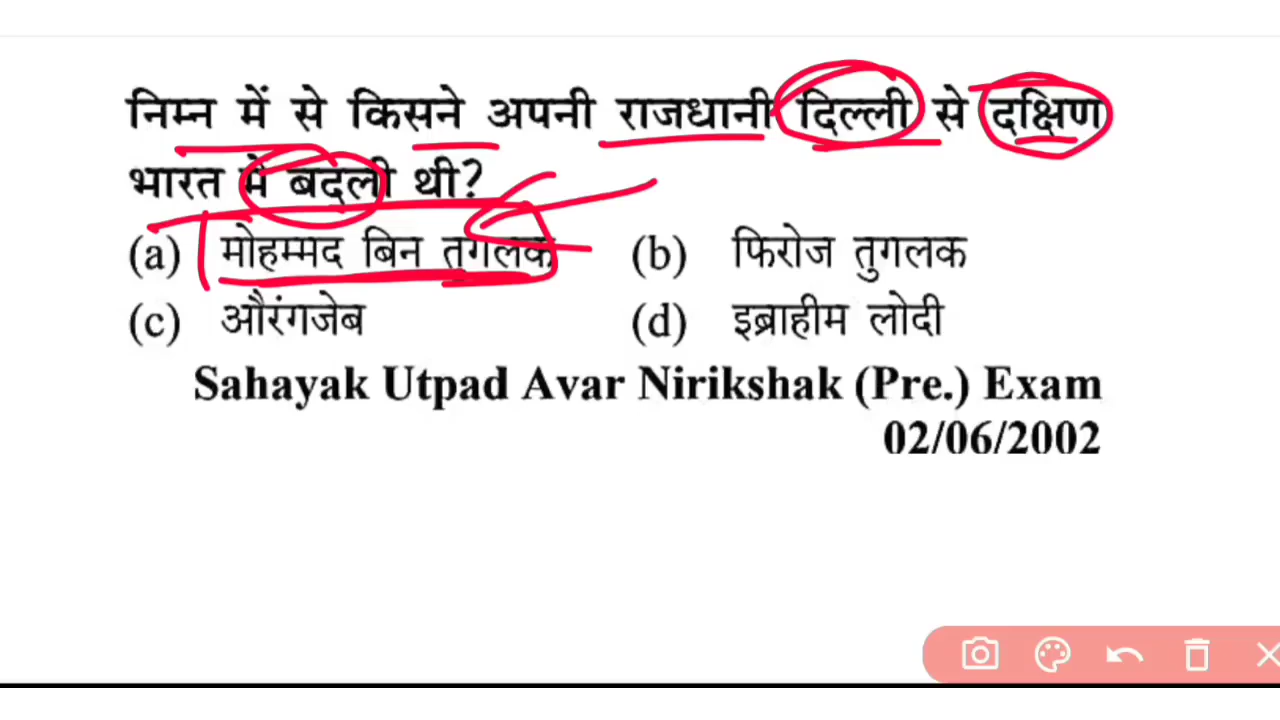 निम्न में से किसने अपनी राजधानी दिल्ली से दक्षिण
भारत में बदली थी?
(a) मोहम्मद बिन तुगलक (b) फिरोज तुगलक
(c) औरंगजेब (d) इब्राहीम लोदी
Sahayak Utpad Avar Nirikshak (Pre.) Exam
02/06/2002